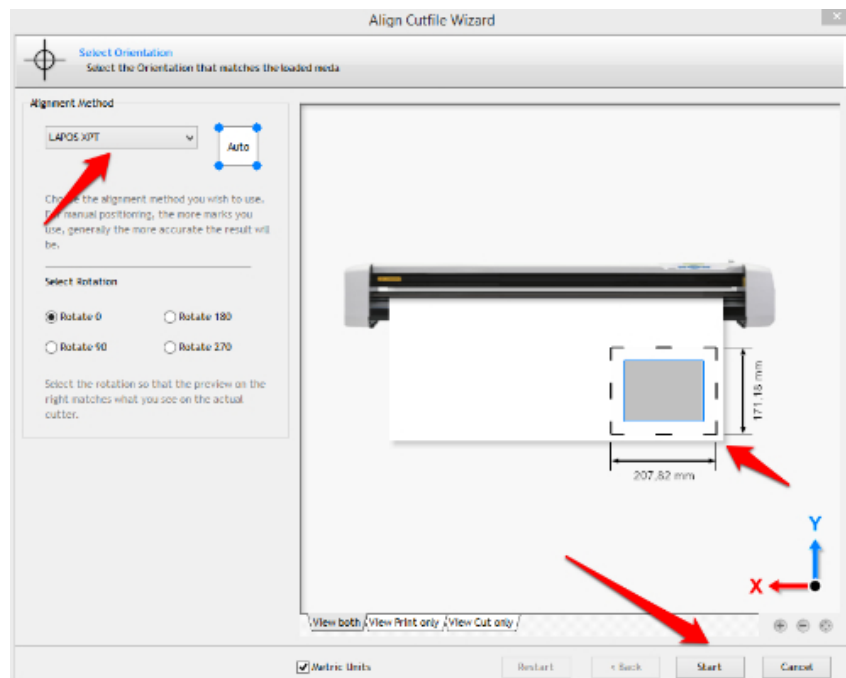 Align Cutfile Wizard
Select Orientation
Select the Orientation that matches the loaded meda
Alignment Method
LAPOS XPT
Auto
Choose the alignment method you wish to use.
For manual positioning, the more marks you
use, generally the more accurate the result will
be.
Select Rotation
Rotate 0
Rotate 180
Rotate 90
Rotate 270
Select the rotation so that the preview on the
right matches what you see on the actual
cutter.
171,18 mm
207,82 mm
Y
X
View both
View Print only
View Cut only
Metric Units
Restart
< Back
Start
Cancel